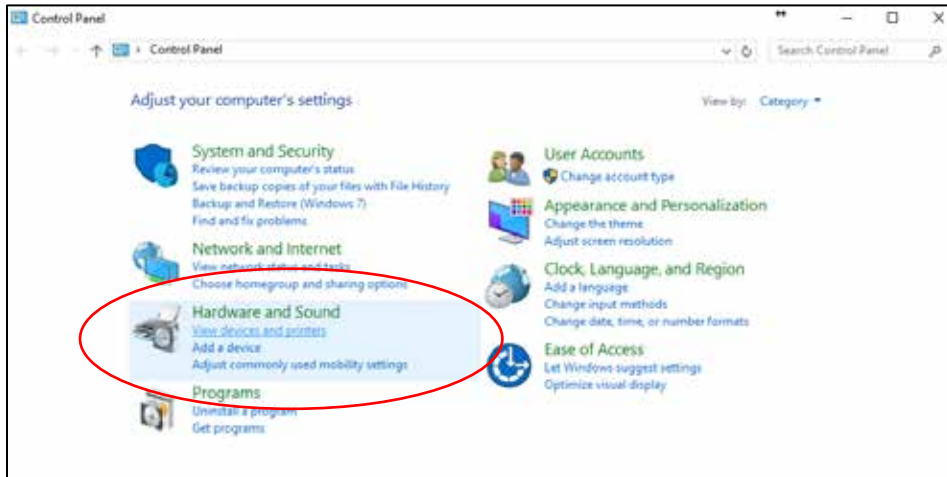 Control Panel
Control Panel
Search Control Panel
Adjust your computer's settings
View by: Category
System and Security
Review your computer's status
Save backup copies of your files with File History
Backup and Restore (Windows 7)
Find and fix problems
Network and Internet
View network status and tasks
Choose homegroup and sharing options
Hardware and Sound
View devices and printers
Add a device
Adjust commonly used mobility settings
Programs
Uninstall a program
Get programs
User Accounts
Change account type
Appearance and Personalization
Change the theme
Adjust screen resolution
Clock, Language, and Region
Add a language
Change input methods
Change date, time, or number formats
Ease of Access
Let Windows suggest settings
Optimize visual display